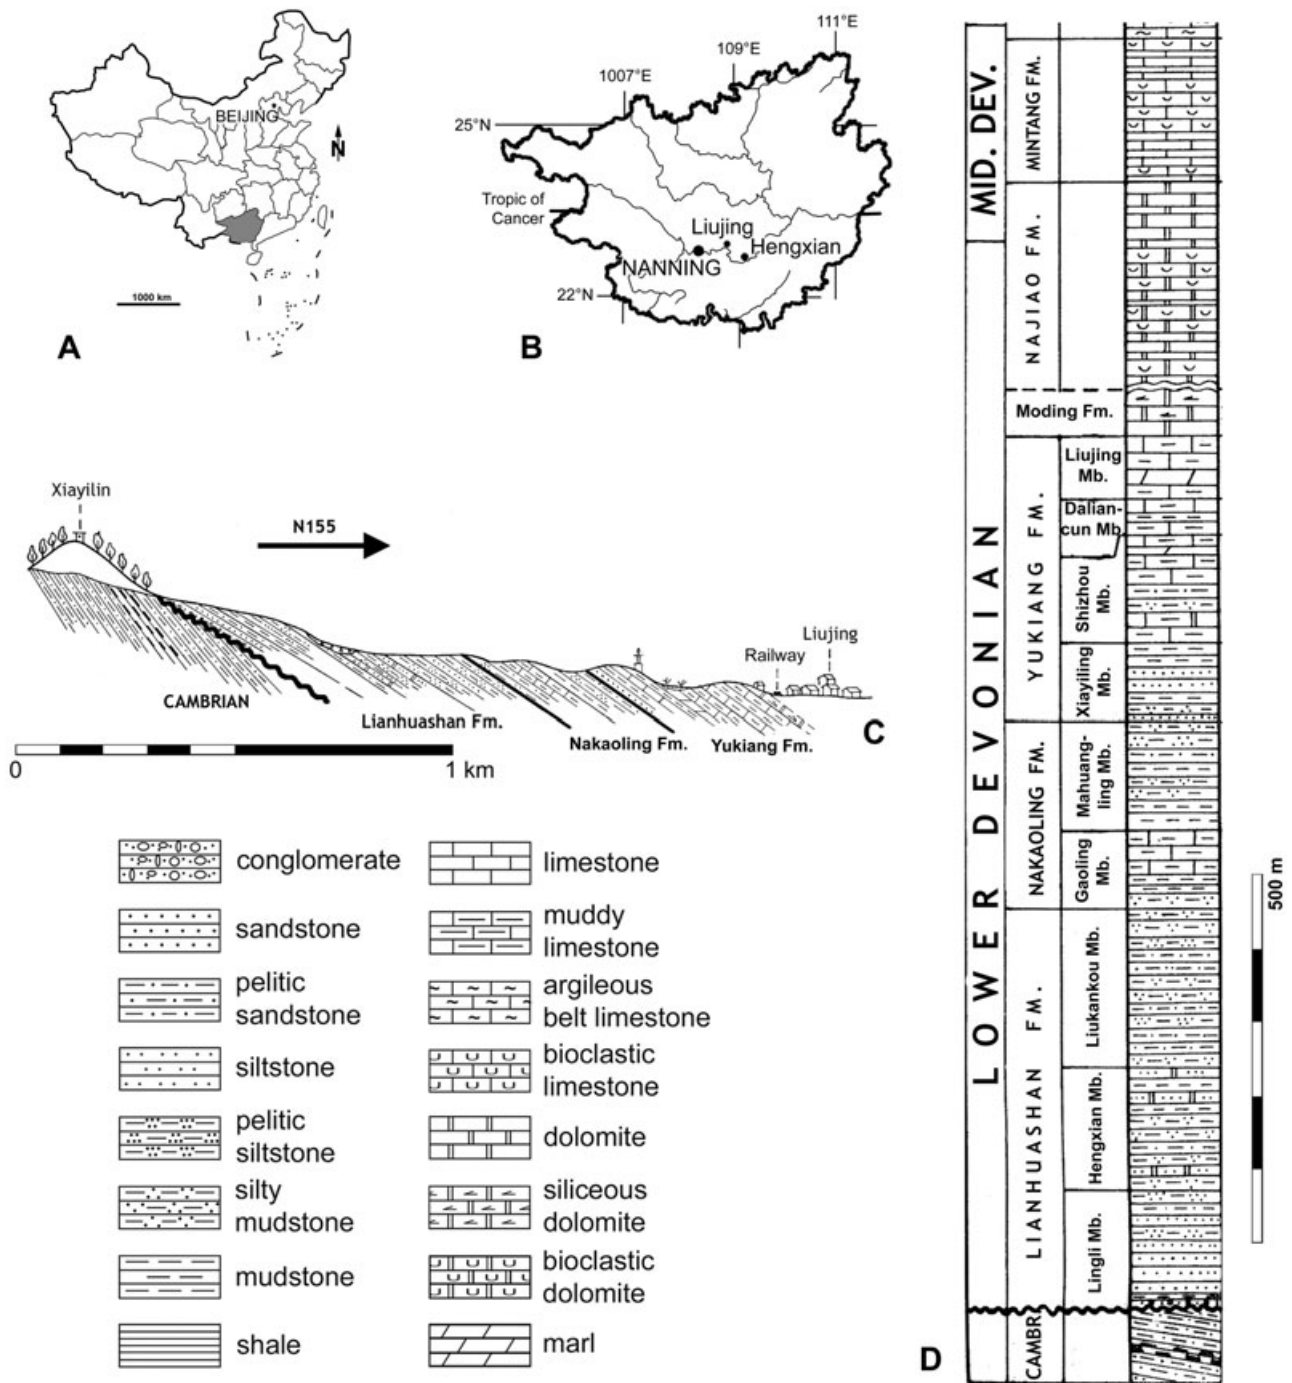 BEIJING
N
1000 km
A
111°E
109°E
1007°E
25°N
Tropic of
Cancer
Liujing
Hengxian
NANNING
22°N
B
Xiayilin
N155
Liujing
Railway
CAMBRIAN
Lianhuashan Fm.
Nakaoling Fm.
Yukiang Fm.
C
0
1 km
conglomerate
sandstone
pelitic
sandstone
siltstone
pelitic
siltstone
silty
mudstone
mudstone
shale
limestone
muddy
limestone
argileous
belt limestone
bioclastic
limestone
dolomite
siliceous
dolomite
bioclastic
dolomite
marl
MID. DEV.
LOWER DEVONIAN
MINTANG FM.
NAJIAO FM.
Moding Fm.
YUKIANG FM.
Liujing
Mb.
Dalian-
cun Mb.
Shizhou
Mb.
Xiayiling
Mb.
NAKAOLING FM.
Mahuang-
ling Mb.
Gaoling
Mb.
LIANHUASHAN FM.
Liukankou Mb.
Hengxian Mb.
Lingli Mb.
CAMBRI
500 m
D